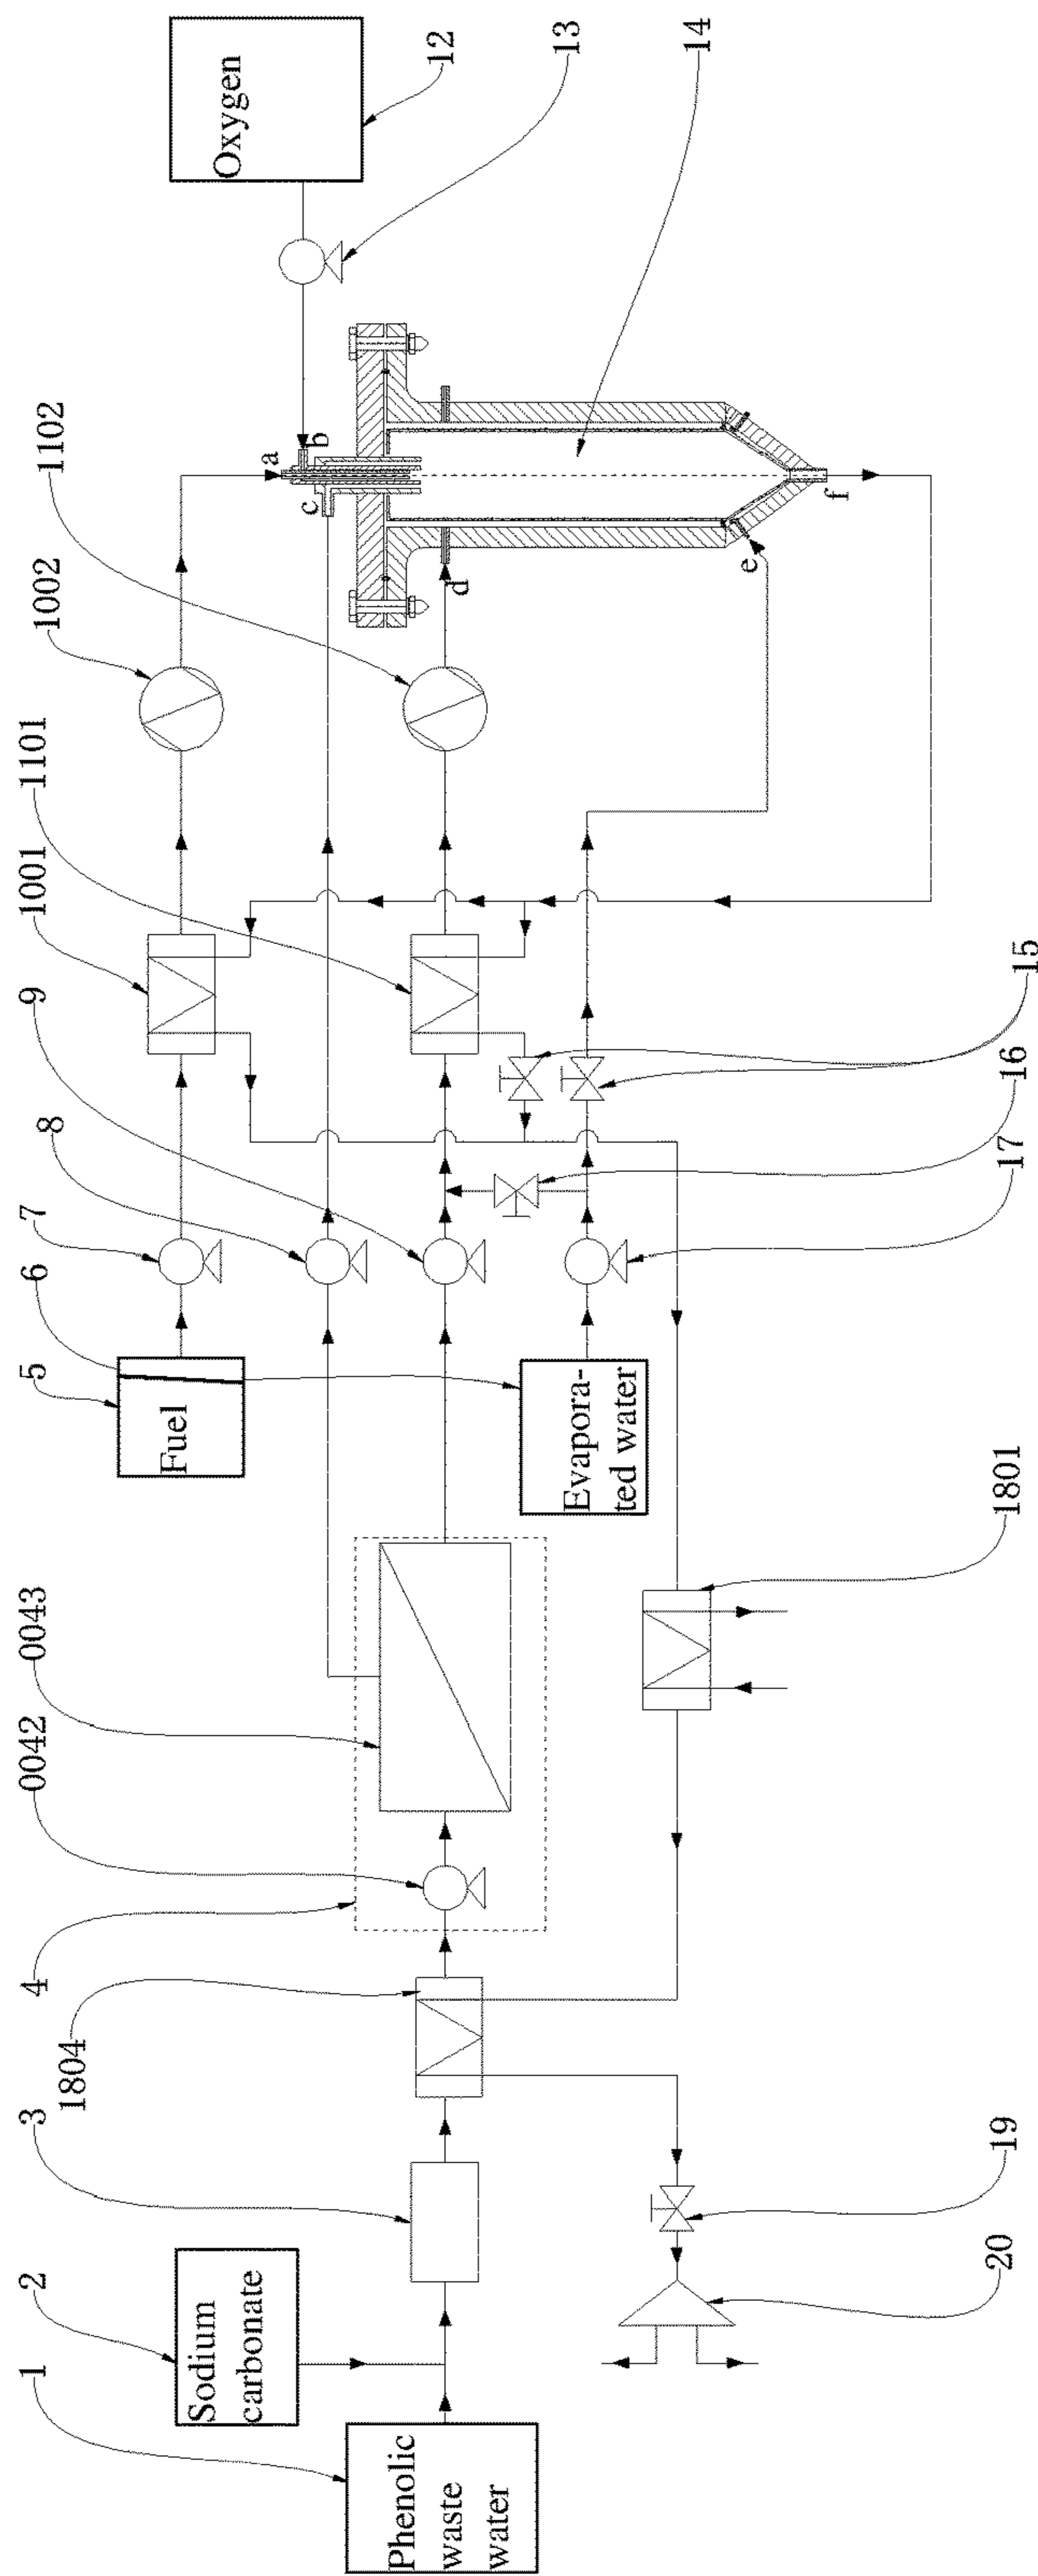 1
2
3
1804
4
0042
0043
5
6
7
8
9
1001
1101
1002
1102
Sodium
carbonate
Fuel
Oxygen
12
13
14
a
b
c
d
e
f
Phenolic
waste
water
Evapora-
ted water
15
16
17
1801
19
20